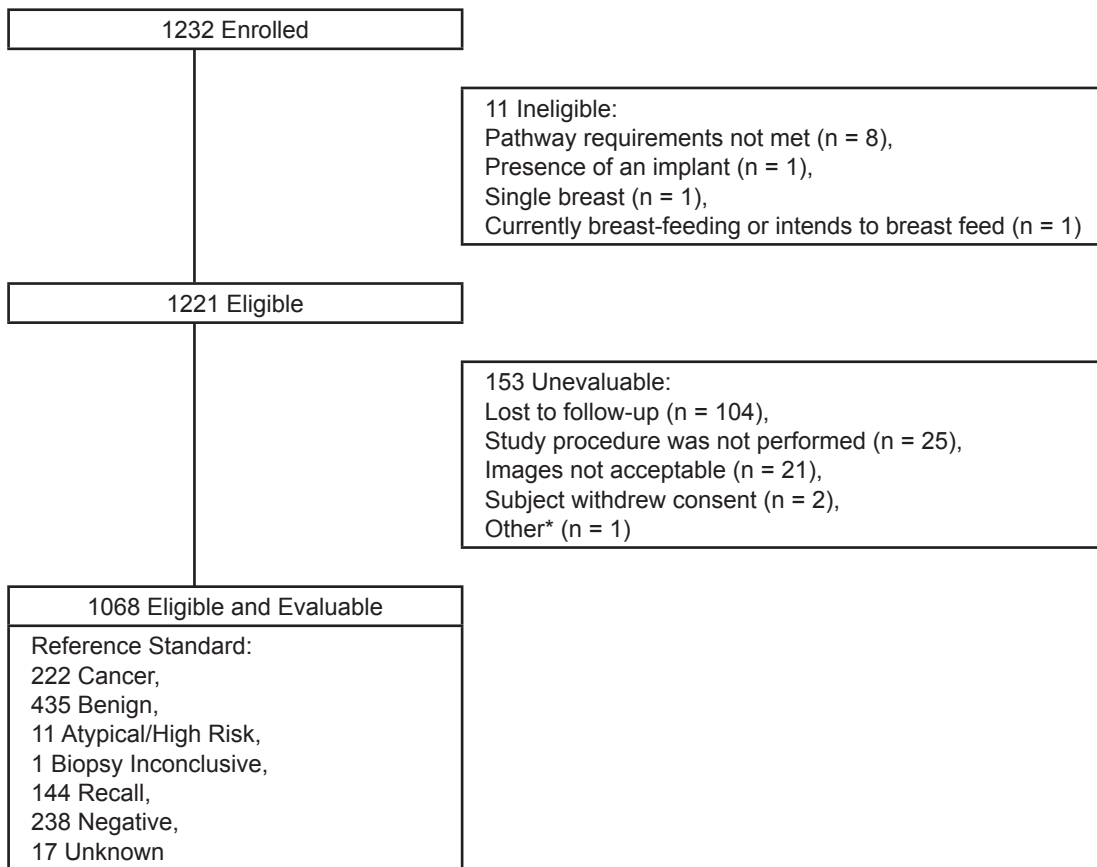 1232 Enrolled
11 Ineligible:
Pathway requirements not met (n = 8),
Presence of an implant (n = 1),
Single breast (n = 1),
Currently breast-feeding or intends to breast feed (n = 1)
1221 Eligible
153 Unevaluable:
Lost to follow-up (n = 104),
Study procedure was not performed (n = 25),
Images not acceptable (n = 21),
Subject withdrew consent (n = 2),
Other* (n = 1)
1068 Eligible and Evaluable
Reference Standard:
222 Cancer,
435 Benign,
11 Atypical/High Risk,
1 Biopsy Inconclusive,
144 Recall,
238 Negative,
17 Unknown